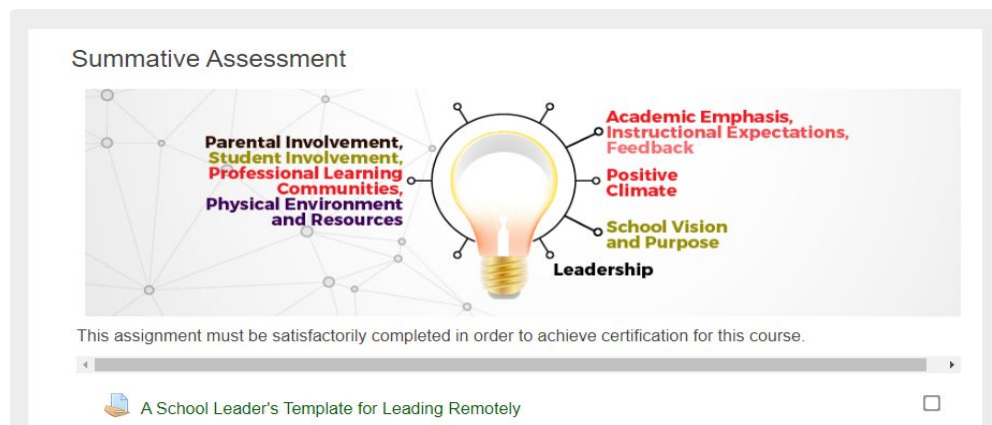 Summative Assessment
Parental Involvement,
Student Involvement,
Professional Learning
Communities,
Physical Environment
and Resources
Academic Emphasis,
Instructional Expectations,
Feedback
Positive
Climate
School Vision
and Purpose
Leadership
This assignment must be satisfactorily completed in order to achieve certification for this course.
A School Leader's Template for Leading Remotely